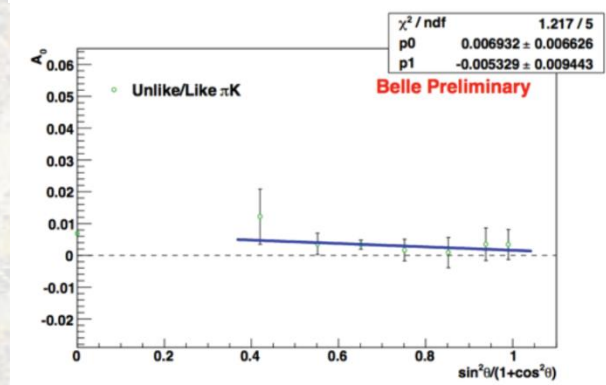 χ² / ndf 1.217 / 5
p0 0.006932 ± 0.006626
p1 -0.005329 ± 0.009443
A₀
Unlike/Like πK
Belle Preliminary
0.06
0.05
0.04
0.03
0.02
0.01
0
-0.01
-0.02
0 0.2 0.4 0.6 0.8 1
sin²θ/(1+cos²θ)